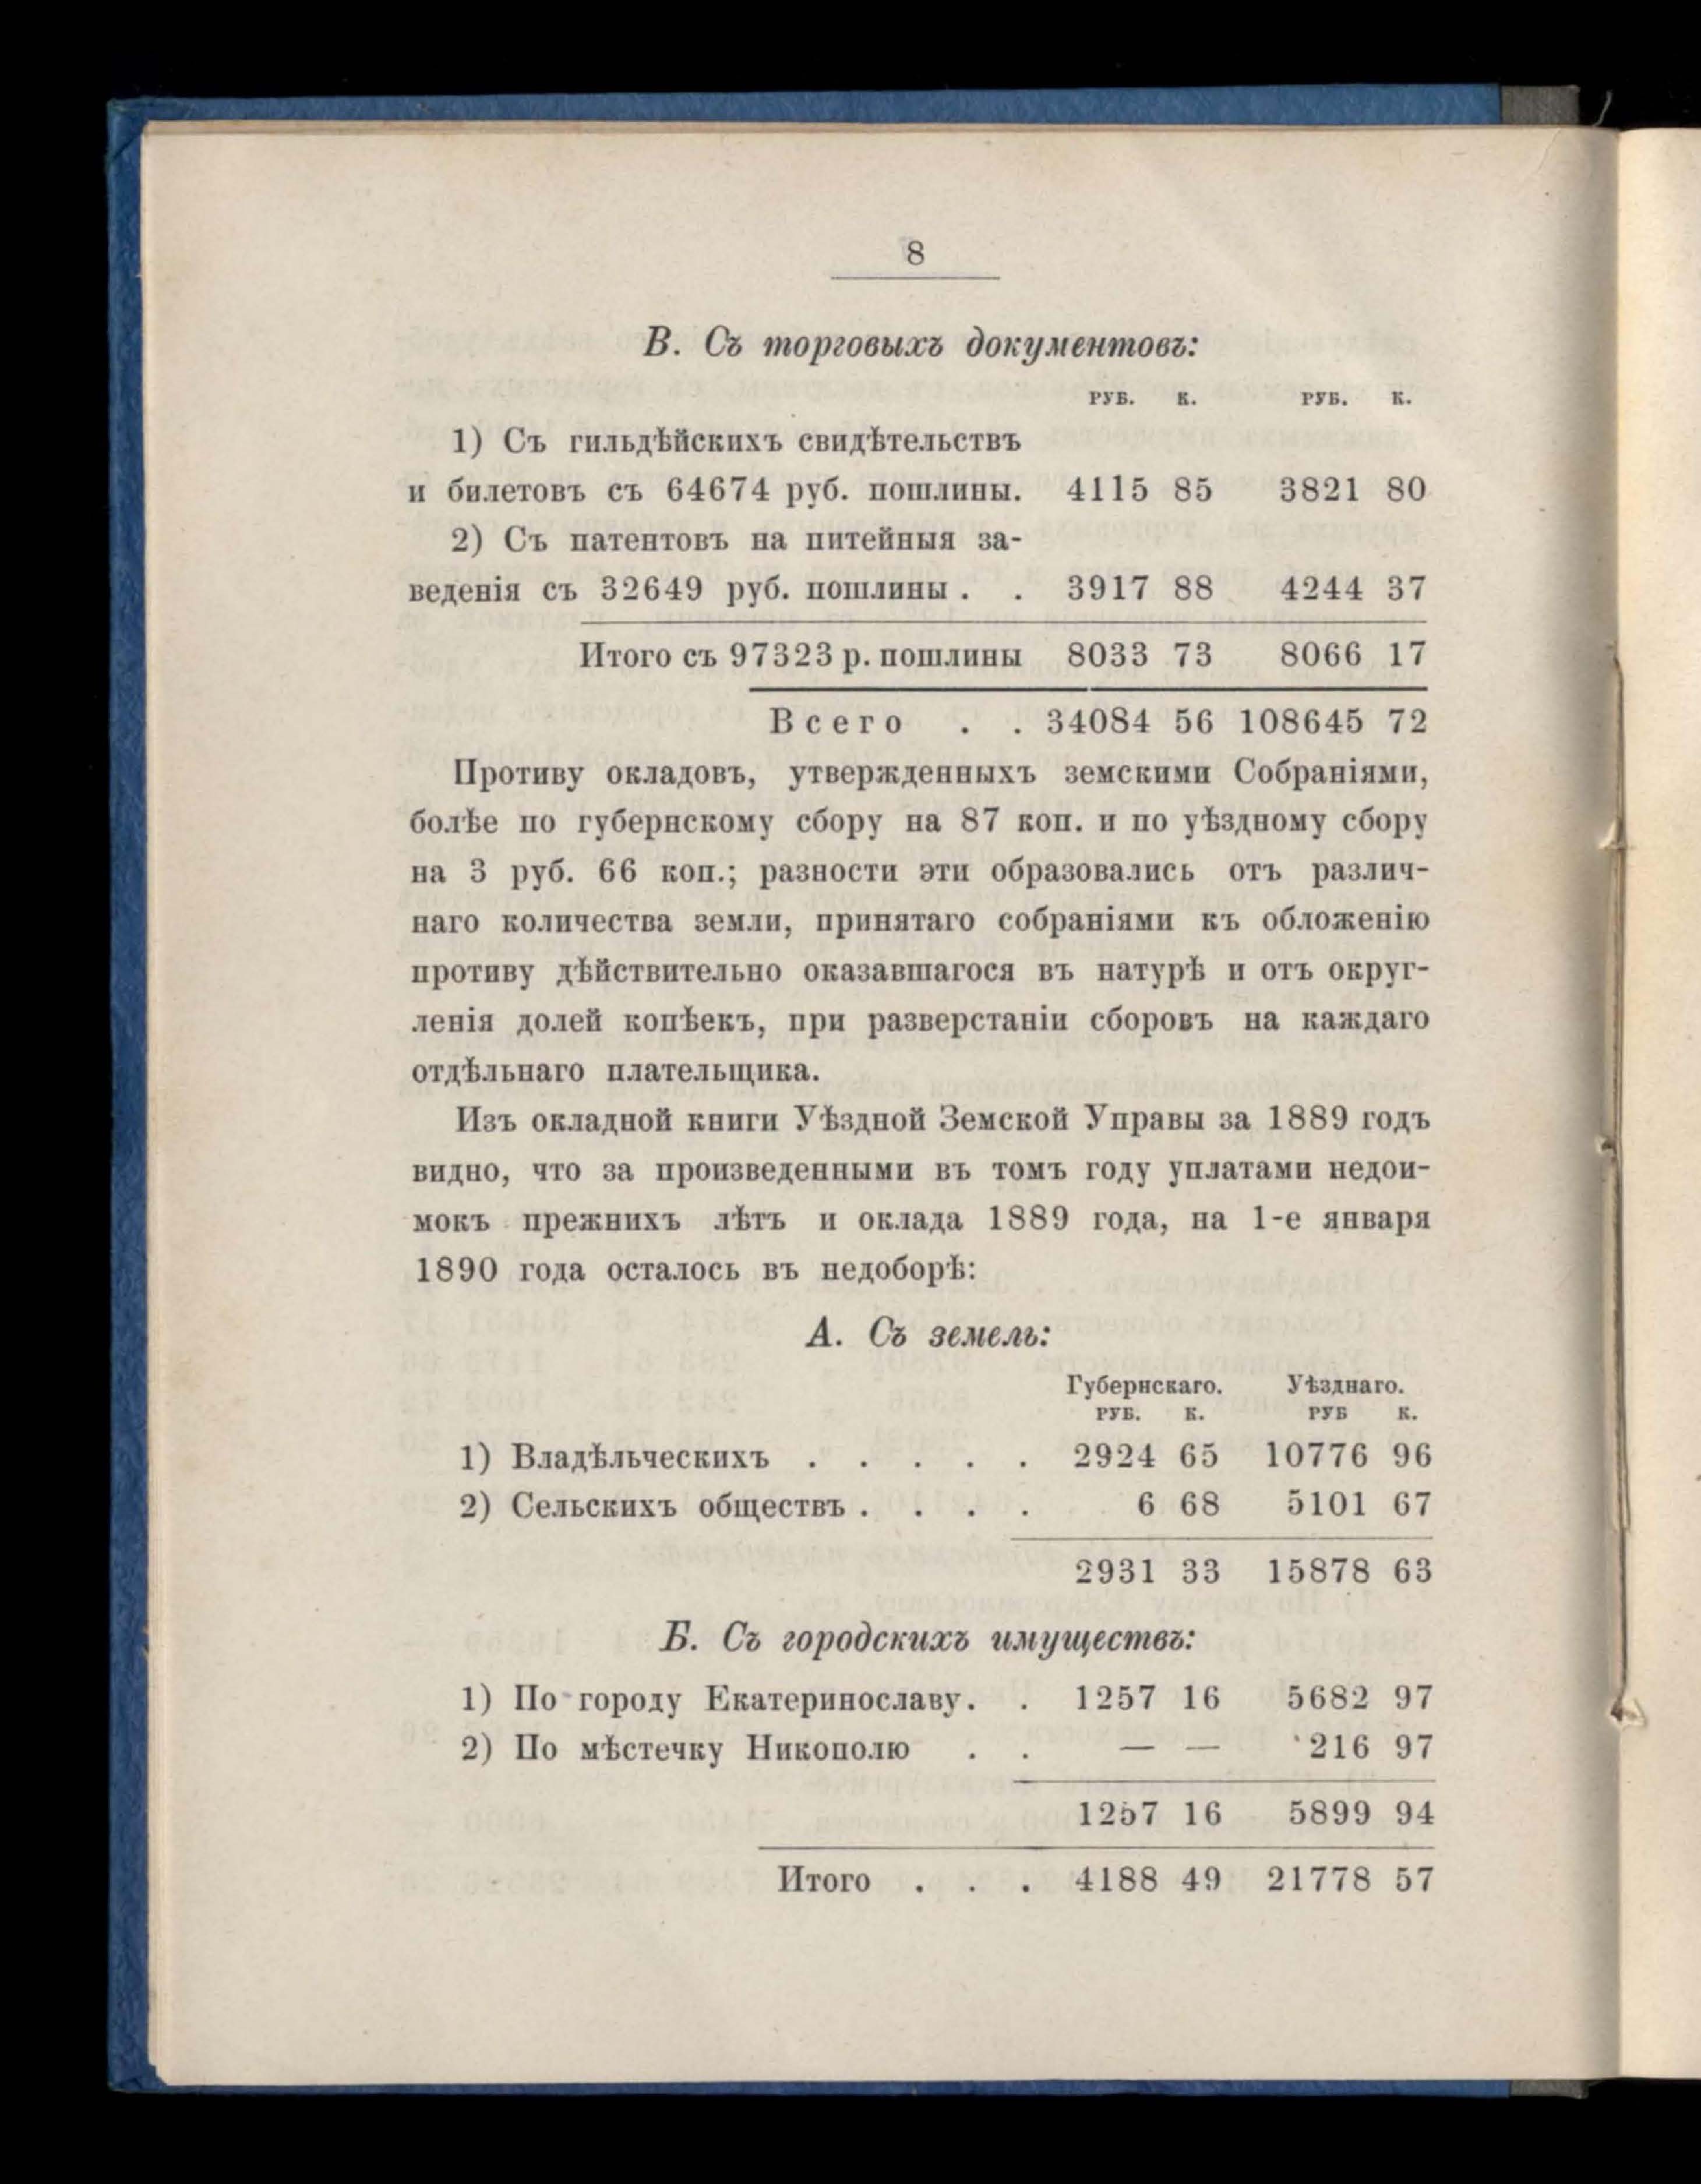 8
В. Съ торговыхъ документовъ:
РУБ. К. РУБ. К.
1) Съ гильдѣйскихъ свидѣтельствъ
и билетовъ съ 64674 руб. пошлины. 4115 85 3821 80
2) Съ патентовъ на питейныя за-
веденія съ 32649 руб. пошлины . . 3917 88 4244 37
Итого съ 97323 р. пошлины 8033 73 8066 17
Всего . . 34084 56 108645 72
Противу окладовъ, утвержденныхъ земскими Собраніями,
болѣе по губернскому сбору на 87 коп. и по уѣздному сбору
на 3 руб. 66 коп.; разности эти образовались отъ различ-
наго количества земли, принятаго собраніями къ обложенію
противу дѣйствительно оказавшагося въ натурѣ и отъ округ-
ленія долей копѣекъ, при разверстаніи сборовъ на каждаго
отдѣльнаго плательщика.
Изъ окладной книги Уѣздной Земской Управы за 1889 годъ
видно, что за произведенными въ томъ году уплатами недои-
мокъ прежнихъ лѣтъ и оклада 1889 года, на 1-е января
1890 года осталось въ недоборѣ:
А. Съ земель:
Губернскаго. Уѣзднаго.
РУБ. К. РУБ К.
1) Владѣльческихъ . . . . . 2924 65 10776 96
2) Сельскихъ обществъ . . . . 6 68 5101 67
2931 33 15878 63
Б. Съ городскихъ имуществъ:
1) По городу Екатеринославу. . 1257 16 5682 97
2) По мѣстечку Никополю . . — — 216 97
1257 16 5899 94
Итого . . . 4188 49 21778 57